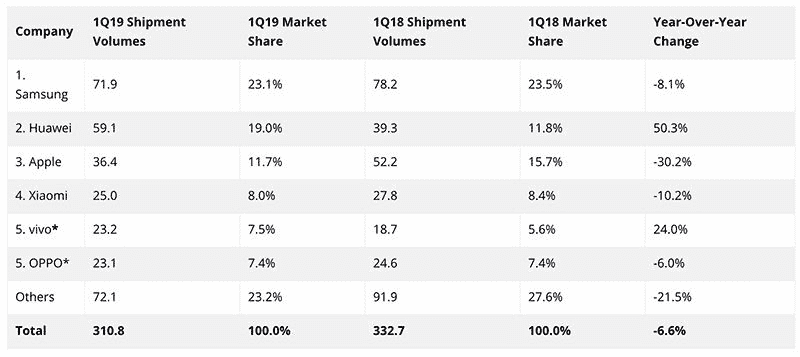 Company 1Q19 Shipment Volumes 1Q19 Market Share 1Q18 Shipment Volumes 1Q18 Market Share Year-Over-Year Change
1. Samsung 71.9 23.1% 78.2 23.5% -8.1%
2. Huawei 59.1 19.0% 39.3 11.8% 50.3%
3. Apple 36.4 11.7% 52.2 15.7% -30.2%
4. Xiaomi 25.0 8.0% 27.8 8.4% -10.2%
5. vivo* 23.2 7.5% 18.7 5.6% 24.0%
5. OPPO* 23.1 7.4% 24.6 7.4% -6.0%
Others 72.1 23.2% 91.9 27.6% -21.5%
Total 310.8 100.0% 332.7 100.0% -6.6%